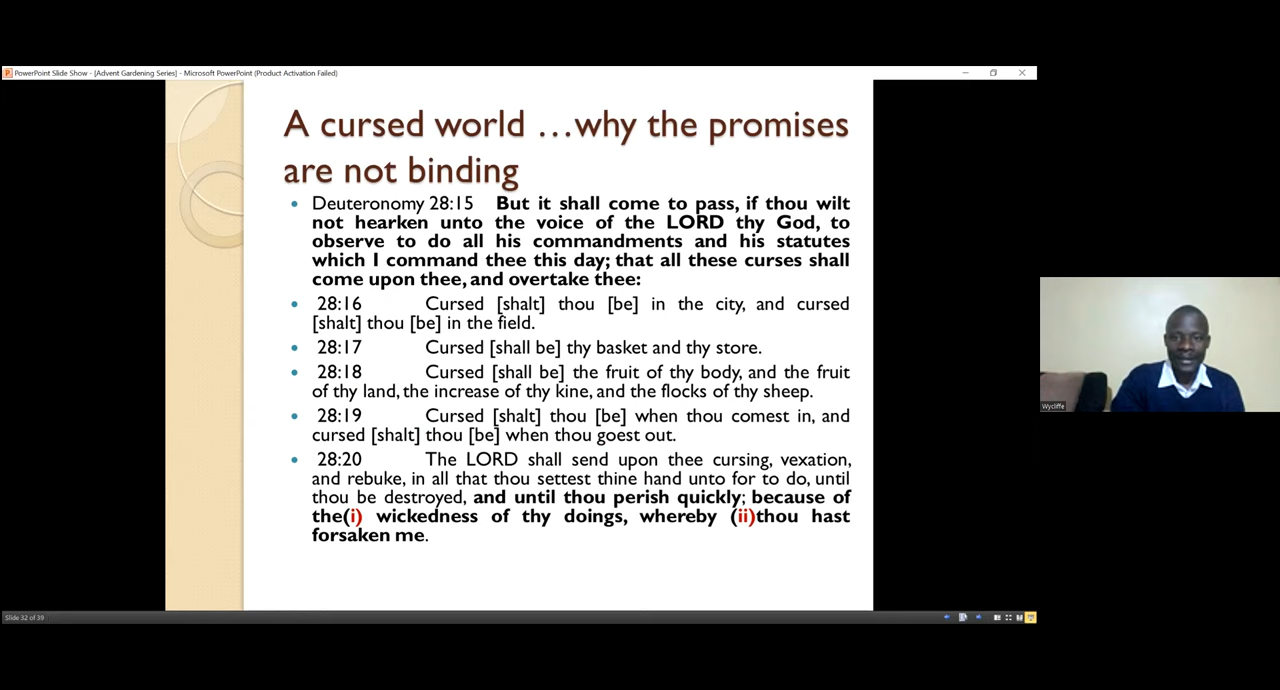 PowerPoint Slide Show - [Advent Gardening Series] - Microsoft PowerPoint (Product Activation Failed)
A cursed world …why the promises
are not binding
• Deuteronomy 28:15 But it shall come to pass, if thou wilt
not hearken unto the voice of the LORD thy God, to
observe to do all his commandments and his statutes
which I command thee this day; that all these curses shall
come upon thee, and overtake thee:
• 28:16 Cursed [shalt] thou [be] in the city, and cursed
[shalt] thou [be] in the field.
• 28:17 Cursed [shall be] thy basket and thy store.
• 28:18 Cursed [shall be] the fruit of thy body, and the fruit
of thy land, the increase of thy kine, and the flocks of thy sheep.
• 28:19 Cursed [shalt] thou [be] when thou comest in, and
cursed [shalt] thou [be] when thou goest out.
• 28:20 The LORD shall send upon thee cursing, vexation,
and rebuke, in all that thou settest thine hand unto for to do, until
thou be destroyed, and until thou perish quickly; because of
the(i) wickedness of thy doings, whereby (ii)thou hast
forsaken me.
Wycliffe
Slide 32 of 39